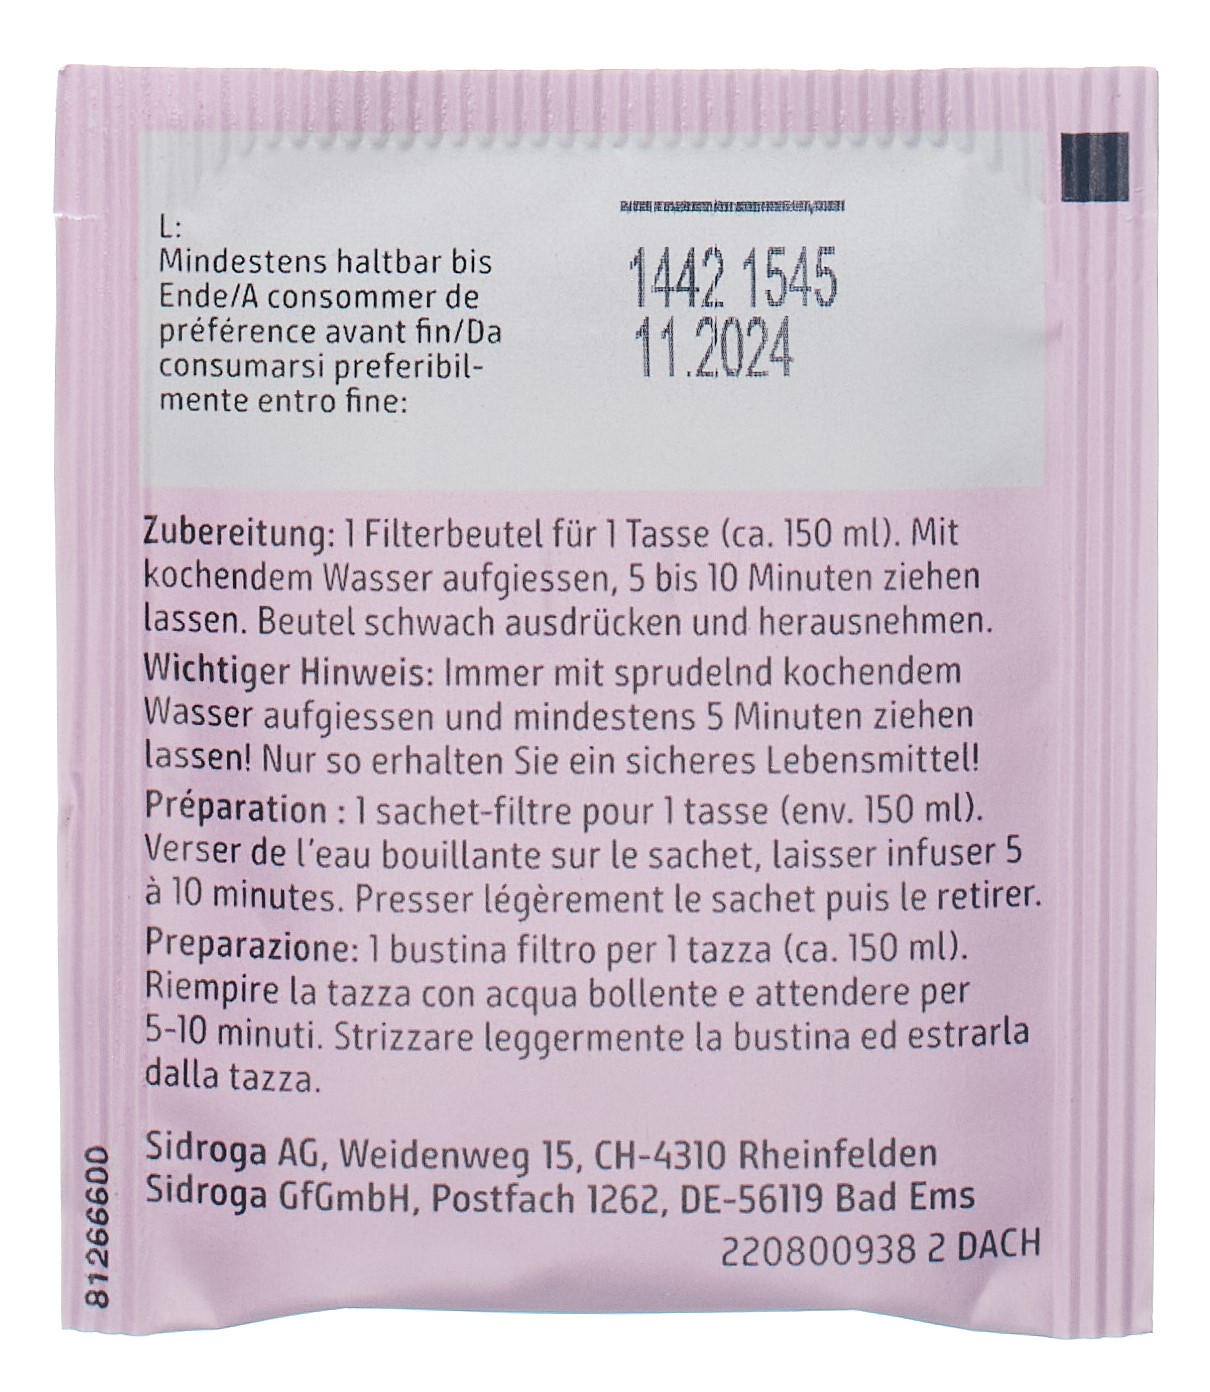 L:
Mindestens haltbar bis
Ende/A consommer de
préférence avant fin/Da
consumarsi preferibil-
mente entro fine:
1442 1545
11.2024
Zubereitung: 1 Filterbeutel für 1 Tasse (ca. 150 ml). Mit
kochendem Wasser aufgiessen, 5 bis 10 Minuten ziehen
lassen. Beutel schwach ausdrücken und herausnehmen.
Wichtiger Hinweis: Immer mit sprudelnd kochendem
Wasser aufgiessen und mindestens 5 Minuten ziehen
lassen! Nur so erhalten Sie ein sicheres Lebensmittel!
Préparation : 1 sachet-filtre pour 1 tasse (env. 150 ml).
Verser de l'eau bouillante sur le sachet, laisser infuser 5
à 10 minutes. Presser légèrement le sachet puis le retirer.
Preparazione: 1 bustina filtro per 1 tazza (ca. 150 ml).
Riempire la tazza con acqua bollente e attendere per
5-10 minuti. Strizzare leggermente la bustina ed estrarla
dalla tazza.
Sidroga AG, Weidenweg 15, CH-4310 Rheinfelden
Sidroga GfGmbH, Postfach 1262, DE-56119 Bad Ems
220800938 2 DACH
81266600